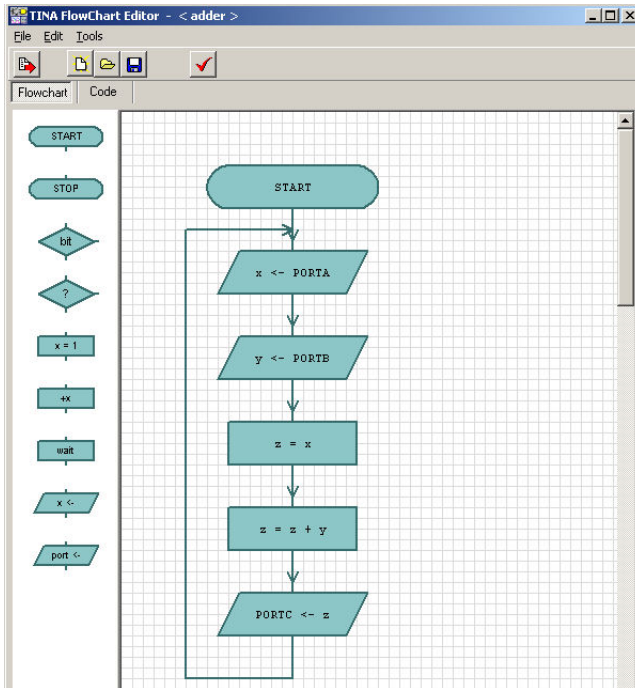 TINA FlowChart Editor - < adder >
File Edit Tools
Flowchart Code
START
STOP
bit
?
x = 1
+x
wait
x <-
port <-
START
x <- PORTA
y <- PORTB
z = x
z = z + y
PORTC <- z